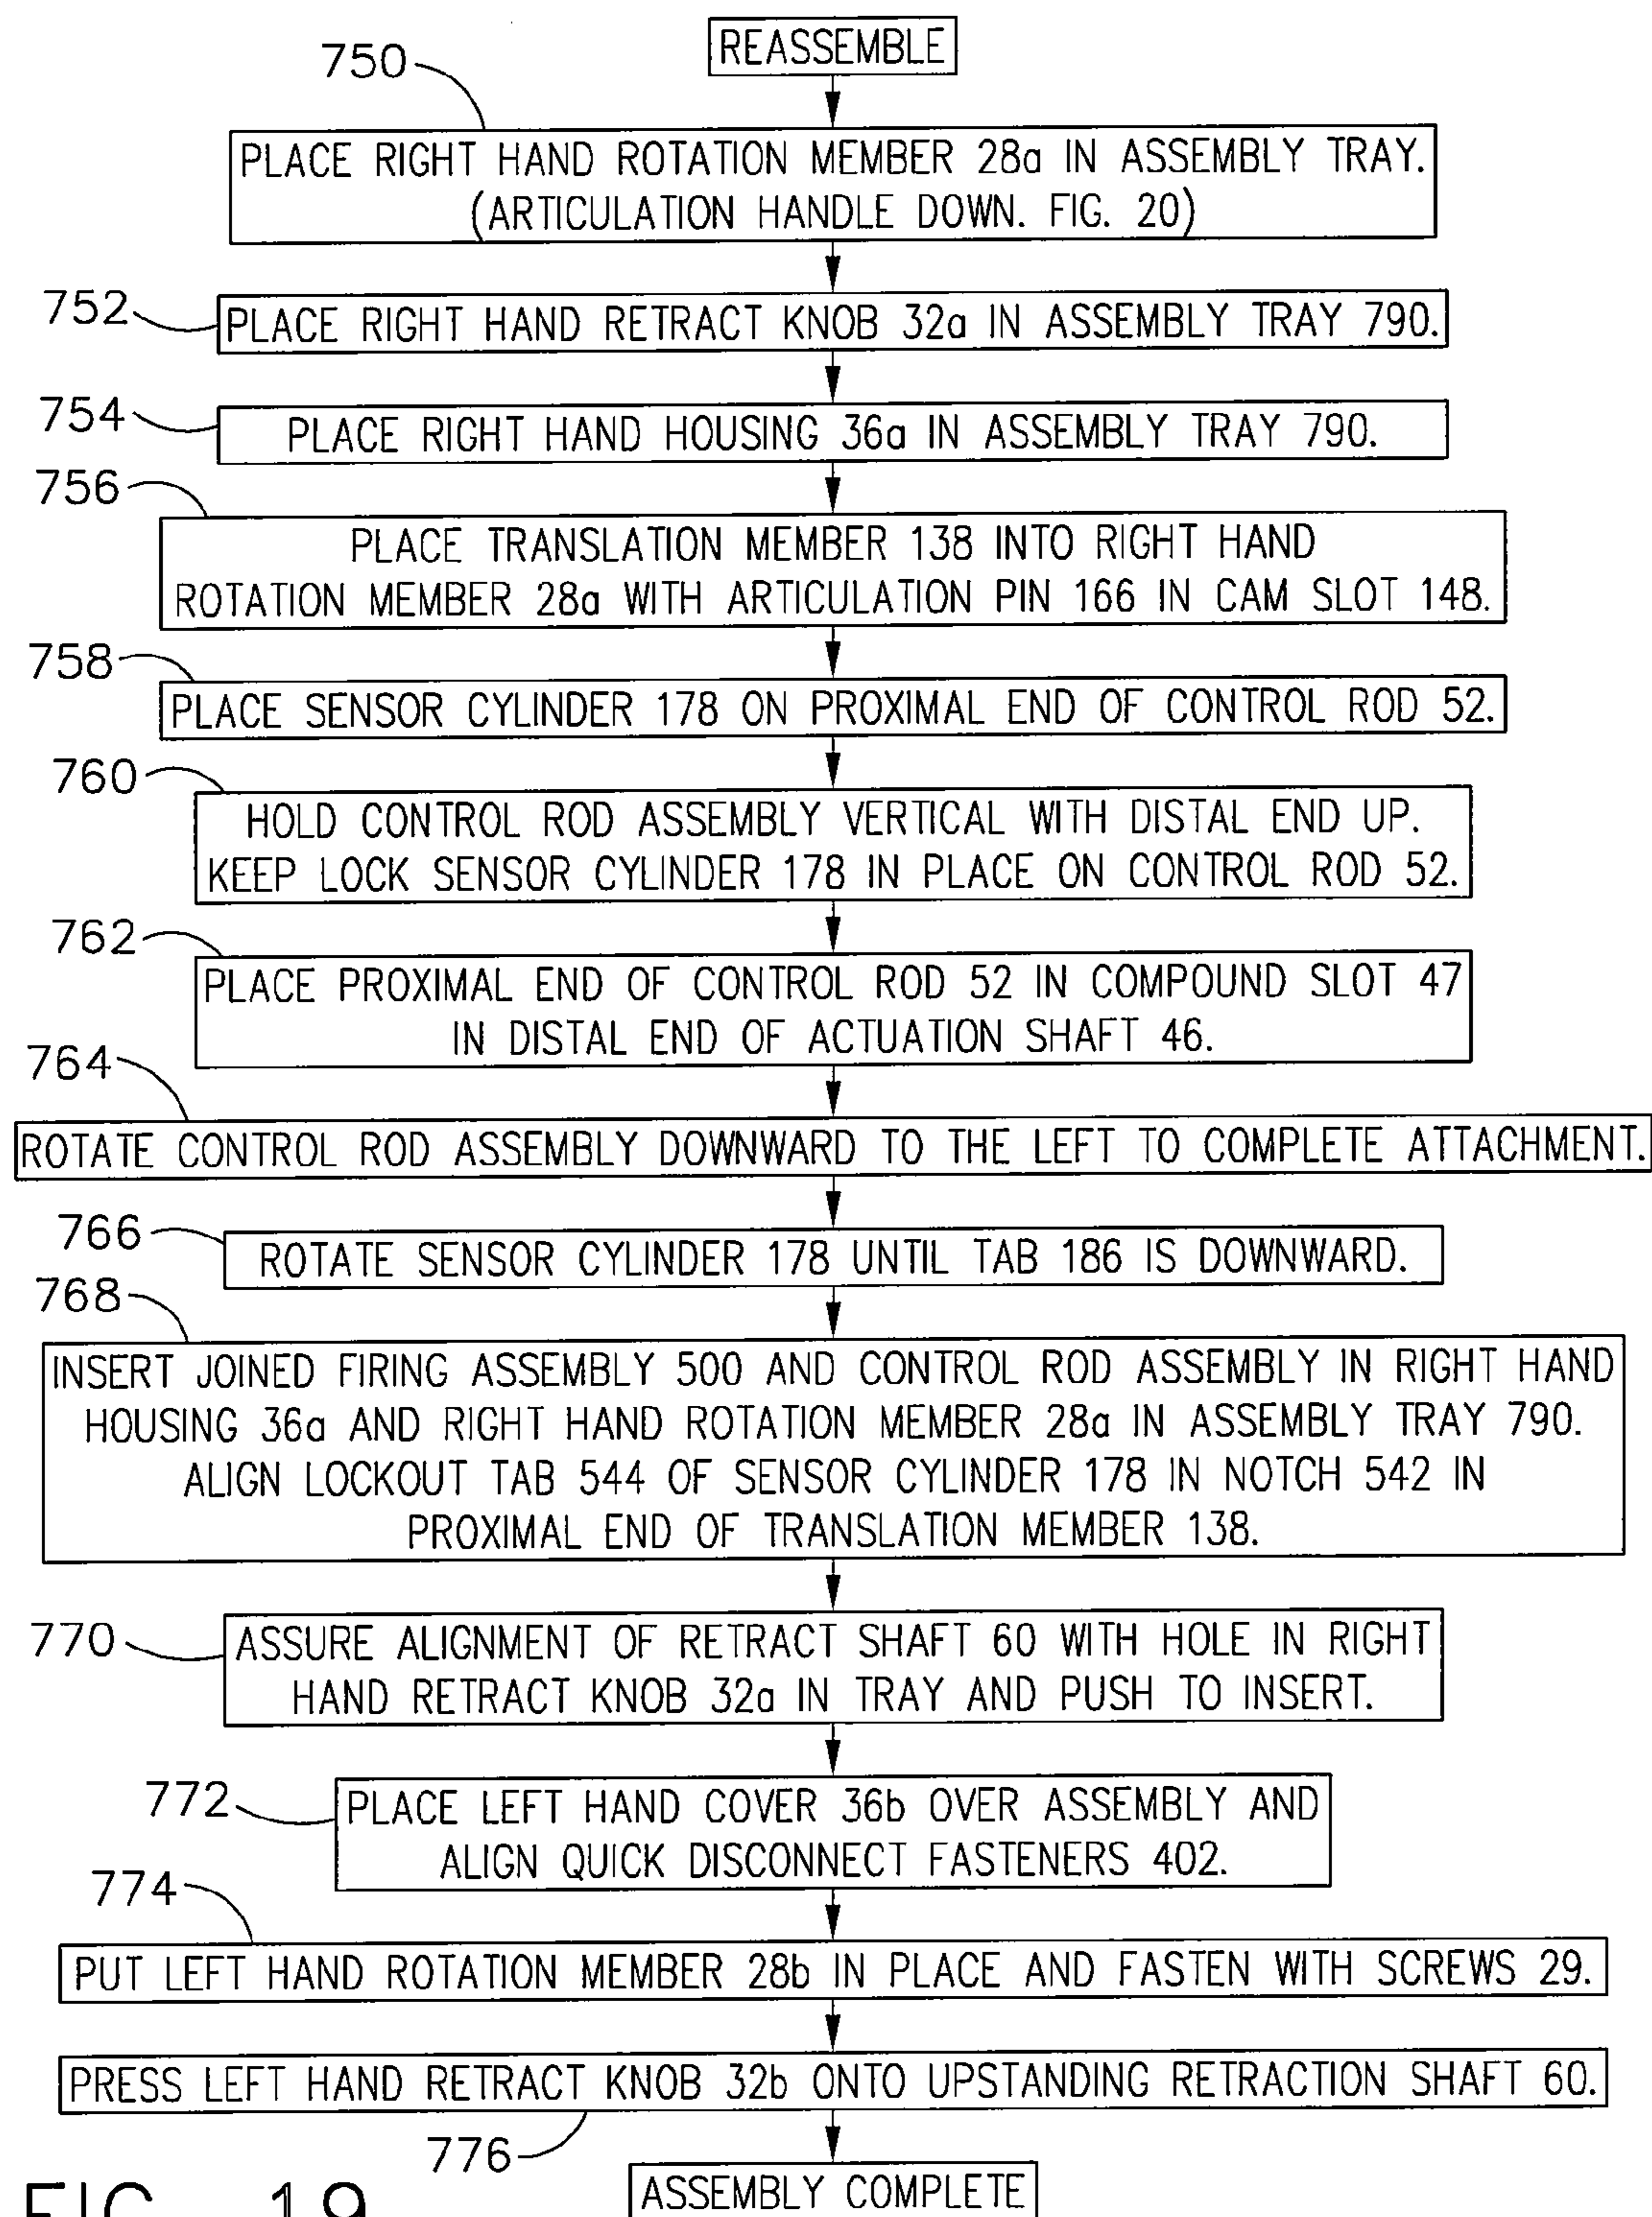 REASSEMBLE
750
PLACE RIGHT HAND ROTATION MEMBER 28a IN ASSEMBLY TRAY.
(ARTICULATION HANDLE DOWN. FIG. 20)
752
PLACE RIGHT HAND RETRACT KNOB 32a IN ASSEMBLY TRAY 790.
754
PLACE RIGHT HAND HOUSING 36a IN ASSEMBLY TRAY 790.
756
PLACE TRANSLATION MEMBER 138 INTO RIGHT HAND
ROTATION MEMBER 28a WITH ARTICULATION PIN 166 IN CAM SLOT 148.
758
PLACE SENSOR CYLINDER 178 ON PROXIMAL END OF CONTROL ROD 52.
760
HOLD CONTROL ROD ASSEMBLY VERTICAL WITH DISTAL END UP.
KEEP LOCK SENSOR CYLINDER 178 IN PLACE ON CONTROL ROD 52.
762
PLACE PROXIMAL END OF CONTROL ROD 52 IN COMPOUND SLOT 47
IN DISTAL END OF ACTUATION SHAFT 46.
764
ROTATE CONTROL ROD ASSEMBLY DOWNWARD TO THE LEFT TO COMPLETE ATTACHMENT.
766
ROTATE SENSOR CYLINDER 178 UNTIL TAB 186 IS DOWNWARD.
768
INSERT JOINED FIRING ASSEMBLY 500 AND CONTROL ROD ASSEMBLY IN RIGHT HAND
HOUSING 36a AND RIGHT HAND ROTATION MEMBER 28a IN ASSEMBLY TRAY 790.
ALIGN LOCKOUT TAB 544 OF SENSOR CYLINDER 178 IN NOTCH 542 IN
PROXIMAL END OF TRANSLATION MEMBER 138.
770
ASSURE ALIGNMENT OF RETRACT SHAFT 60 WITH HOLE IN RIGHT
HAND RETRACT KNOB 32a IN TRAY AND PUSH TO INSERT.
772
PLACE LEFT HAND COVER 36b OVER ASSEMBLY AND
ALIGN QUICK DISCONNECT FASTENERS 402.
774
PUT LEFT HAND ROTATION MEMBER 28b IN PLACE AND FASTEN WITH SCREWS 29.
PRESS LEFT HAND RETRACT KNOB 32b ONTO UPSTANDING RETRACTION SHAFT 60.
776
ASSEMBLY COMPLETE
FIG. 19